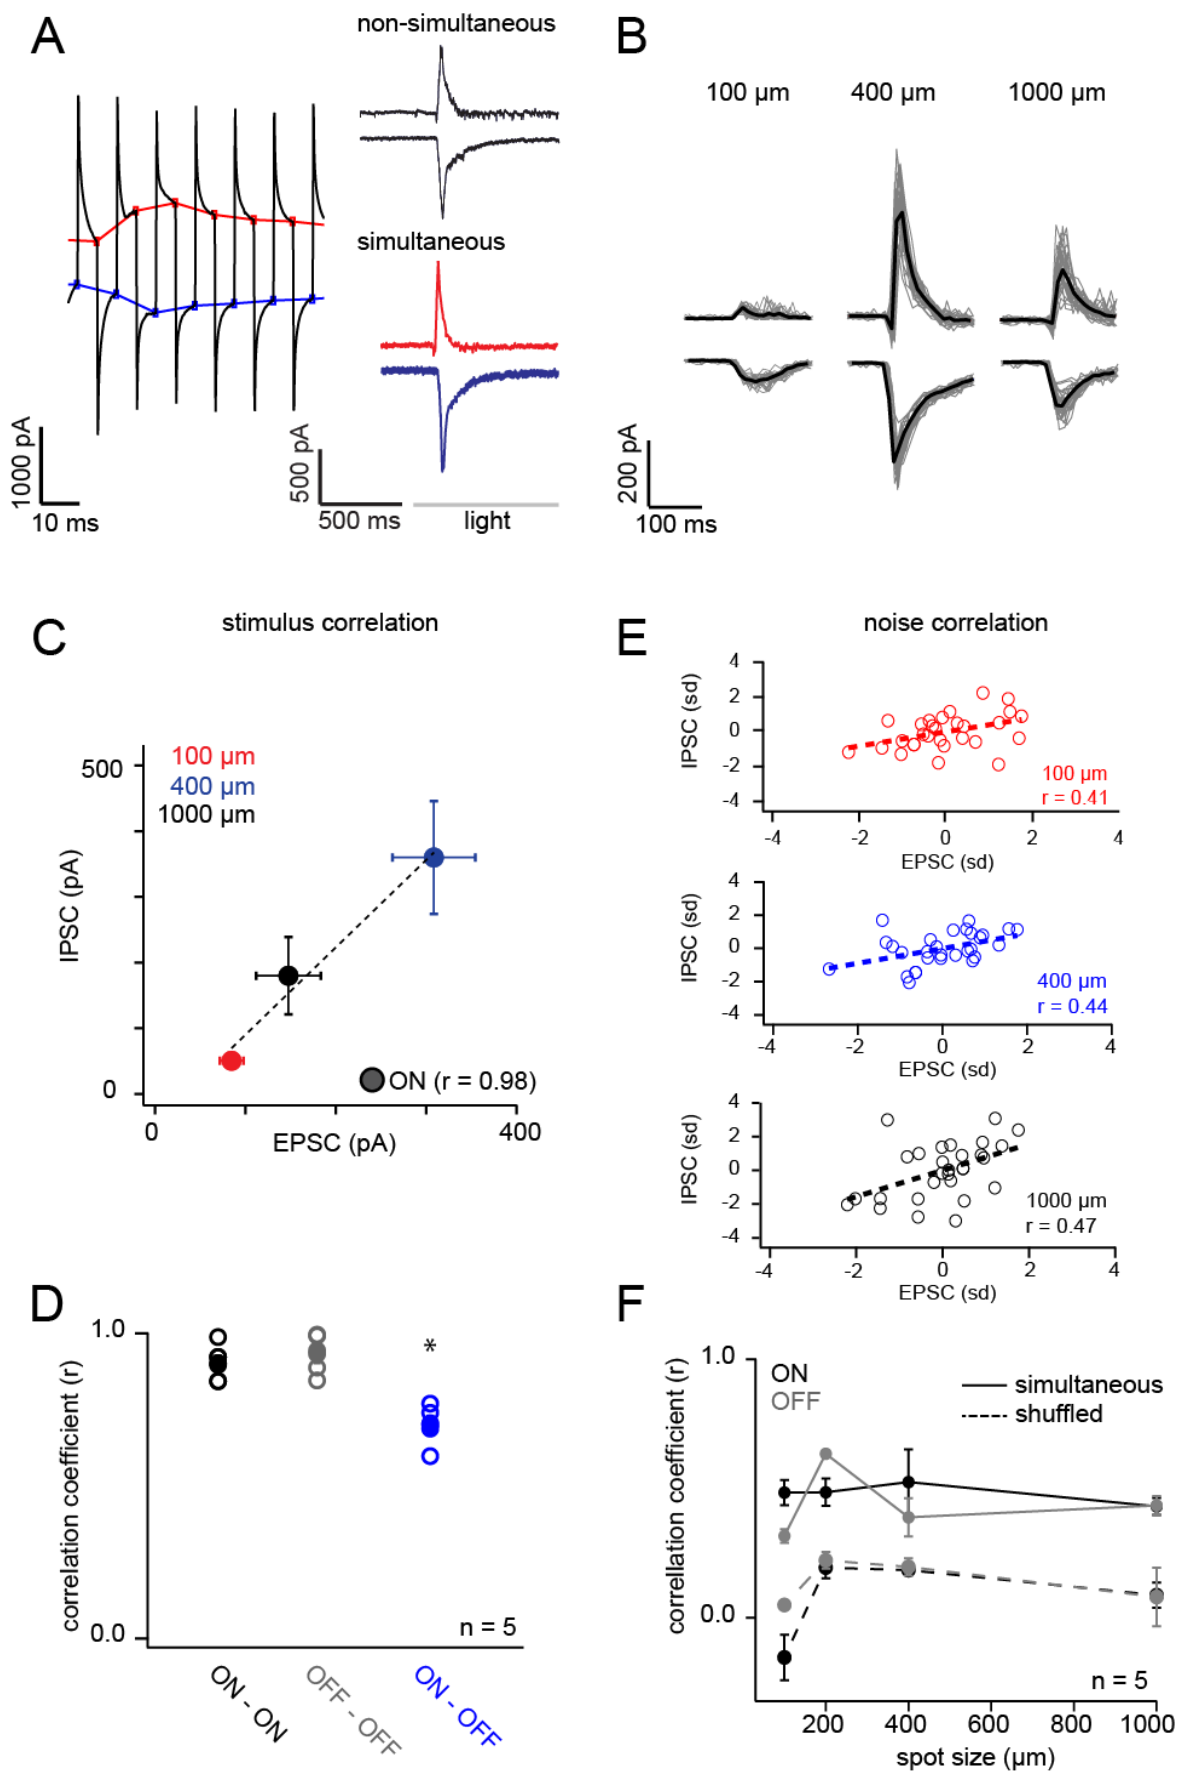 A
non-simultaneous
simultaneous
1000 pA
10 ms
500 pA
500 ms
light
B
100 µm
400 µm
1000 µm
200 pA
100 ms
C
stimulus correlation
100 µm
400 µm
1000 µm
500
0
IPSC (pA)
ON (r = 0.98)
0
400
EPSC (pA)
E
noise correlation
4
2
0
-2
-4
IPSC (sd)
100 µm
r = 0.41
-4
-2
0
2
4
EPSC (sd)
4
2
0
-2
-4
IPSC (sd)
400 µm
r = 0.44
-4
-2
0
2
4
EPSC (sd)
4
2
0
-2
-4
IPSC (sd)
1000 µm
r = 0.47
-4
-2
0
2
4
EPSC (sd)
D
1.0
0.0
correlation coefficient (r)
*
n = 5
ON - ON
OFF - OFF
ON - OFF
F
1.0
0.0
correllation coefficient (r)
ON
OFF
simultaneous
shuffled
n = 5
200
400
600
800
1000
spot size (µm)